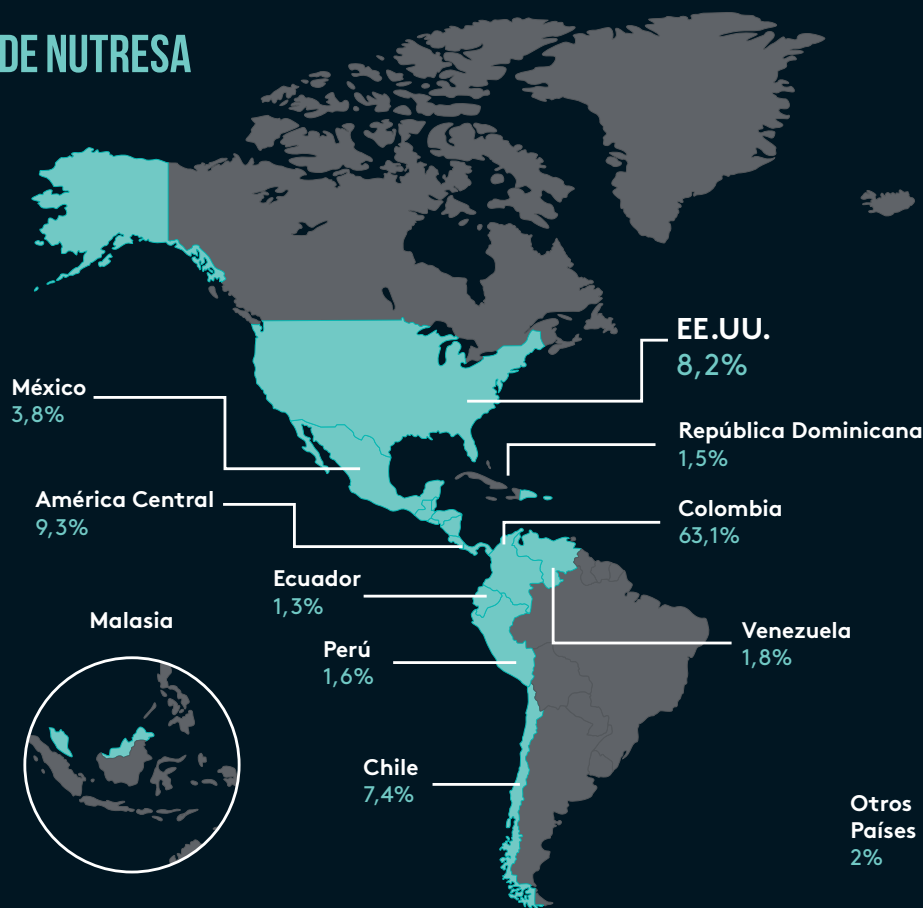 DE NUTRESA
EE.UU.
8,2%
México
3,8%
República Dominicana
1,5%
América Central
9,3%
Colombia
63,1%
Ecuador
1,3%
Malasia
Venezuela
1,8%
Perú
1,6%
Chile
7,4%
Otros
Países
2%